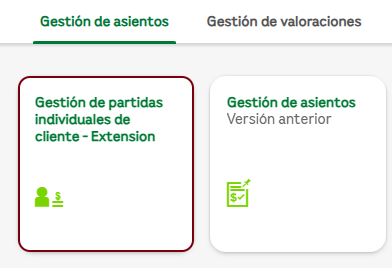 Gestión de asientos Gestión de valoraciones
Gestión de partidas
individuales de
cliente - Extension
Gestión de asientos
Versión anterior
$
$